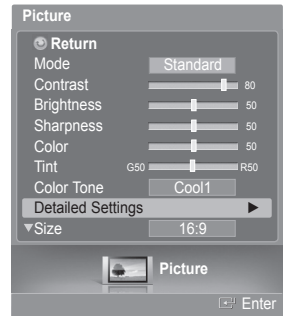 Picture
Return
Mode Standard
Contrast 80
Brightness 50
Sharpness 50
Color 50
Tint G50 R50
Color Tone Cool1
Detailed Settings ►
▼Size 16:9
Picture
Enter